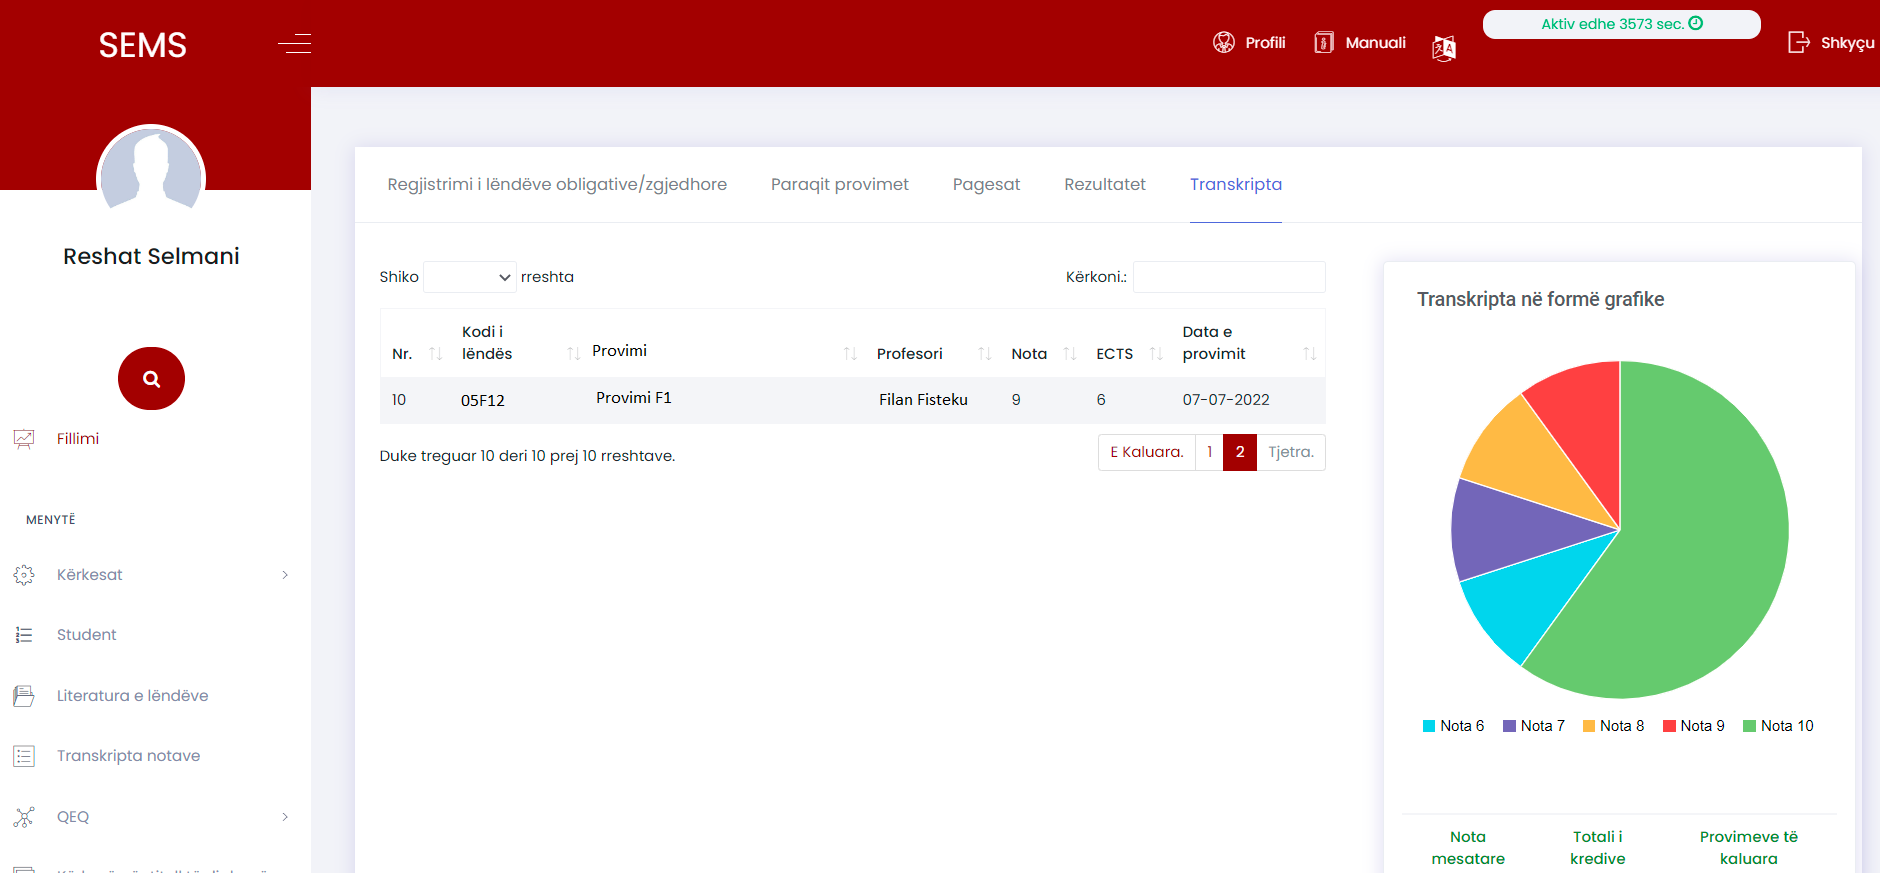 SEMS
Profili
Manuali
Aktiv edhe 3573 sec.
Shkyçu
Reshat Selmani
Fillimi
MENYTË
Kërkesat
Student
Literatura e lëndëve
Transkripta notave
QEQ
Regjistrimi i lëndëve obligative/zgjedhore
Paraqit provimet
Pagesat
Rezultatet
Transkripta
Shiko rreshta
Kërkoni.:
Nr. Kodi i lëndës Provimi Profesori Nota ECTS Data e provimit
10 05F12 Provimi F1 Filan Fisteku 9 6 07-07-2022
Duke treguar 10 deri 10 prej 10 rreshtave.
E Kaluara. 1 2 Tjetra.
Transkripta në formë grafike
Nota 6 Nota 7 Nota 8 Nota 9 Nota 10
Nota mesatare
Totali i kredive
Provimeve të kaluara